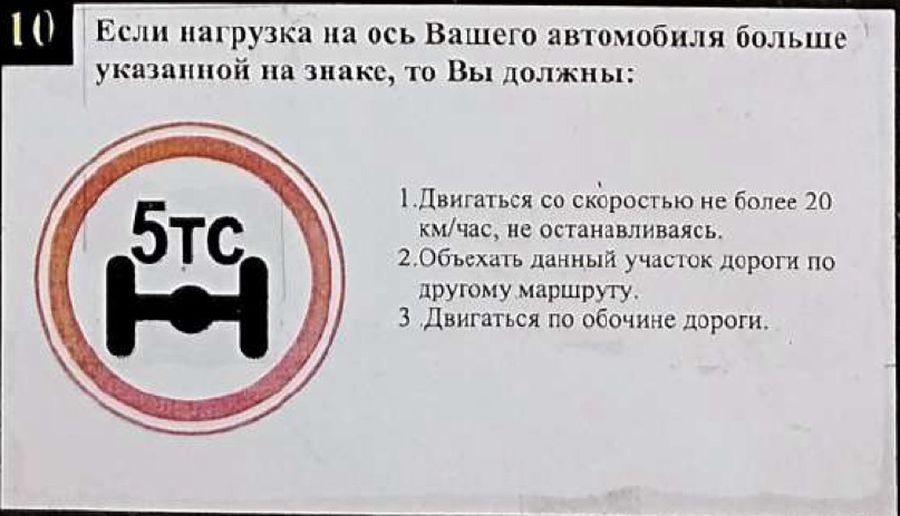 10
Если нагрузка на ось Вашего автомобиля больше
указанной на знаке, то Вы должны:
5тс
1.Двигаться со скоростью не более 20
км/час, не останавливаясь.
2.Объехать данный участок дороги по
другому маршруту.
3 .Двигаться по обочине дороги.